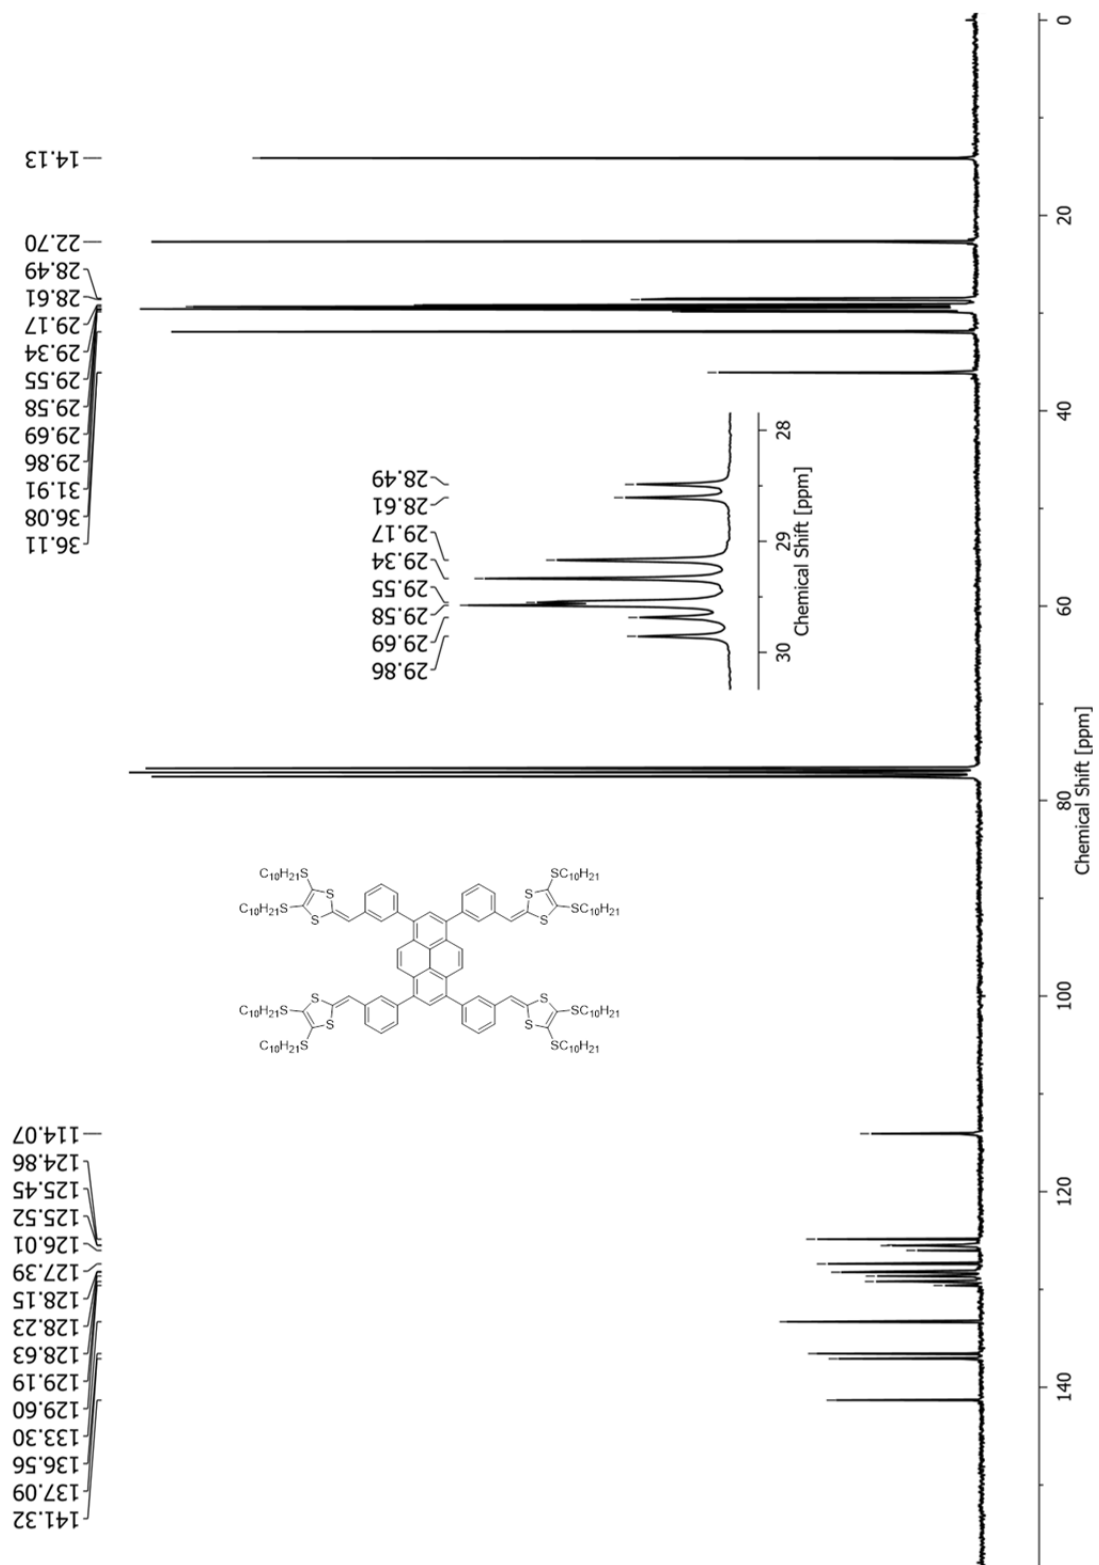 14.13
22.70
28.49
28.61
29.17
29.34
29.55
29.58
29.69
29.86
31.91
36.08
36.11
28.49
28.61
29.17
29.34
29.55
29.58
29.69
29.86
28
29
30
Chemical Shift [ppm]
C10H21S
C10H21S
S
S
S
S
SC10H21
SC10H21
C10H21S
C10H21S
S
S
S
S
SC10H21
SC10H21
114.07
124.86
125.45
125.52
126.01
127.39
128.15
128.23
128.63
129.19
129.60
133.30
136.56
137.09
141.32
0
20
40
60
80
100
120
140
Chemical Shift [ppm]